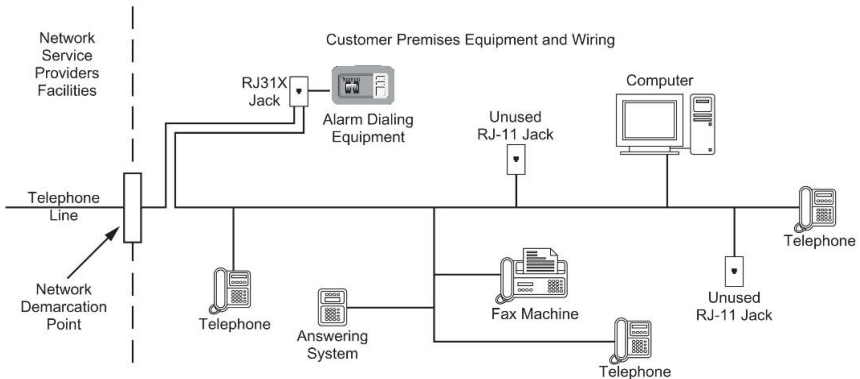 Network
Service
Providers
Facilities
Customer Premises Equipment and Wiring
RJ31X
Jack
Alarm Dialing
Equipment
Unused
RJ-11 Jack
Computer
Telephone
Line
Network
Demarcation
Point
Telephone
Answering
System
Fax Machine
Telephone
Unused
RJ-11 Jack
Telephone